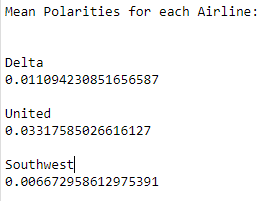 Mean Polarities for each Airline:
Delta
0.011094230851656587
United
0.03317585026616127
Southwest
0.006672958612975391